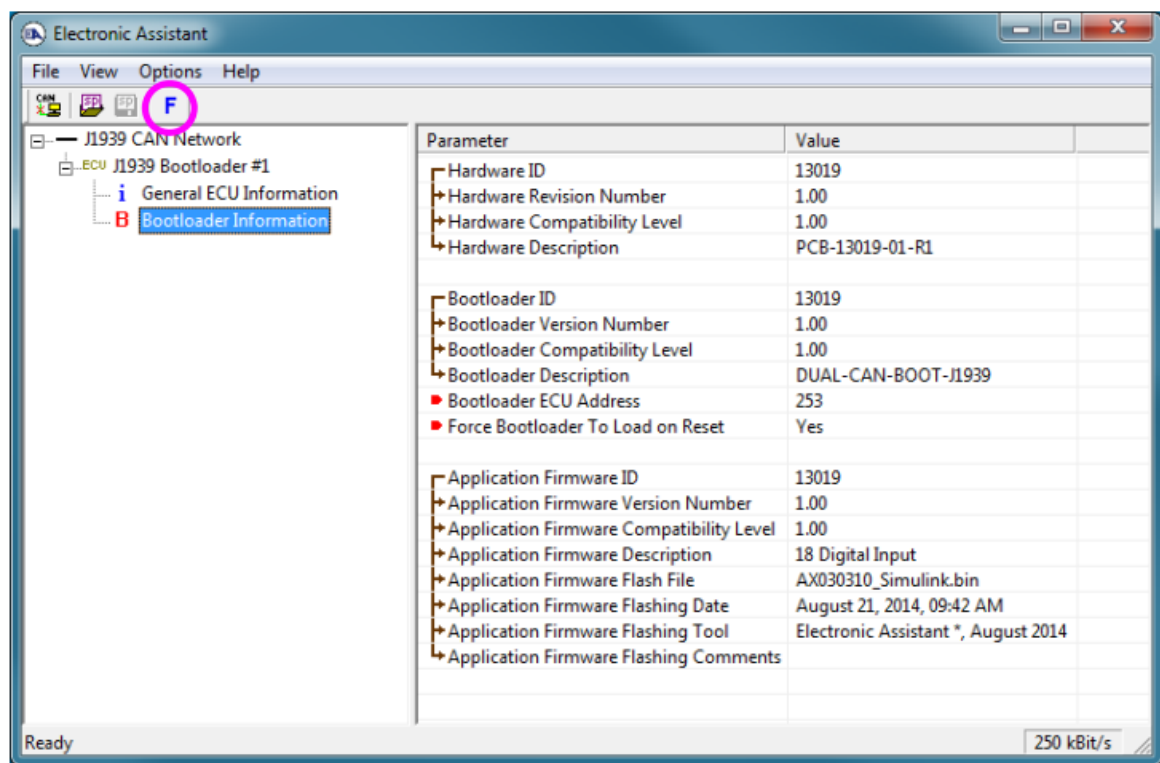 Electronic Assistant
File View Options Help
F
J1939 CAN Network
ECU J1939 Bootloader #1
i General ECU Information
B Bootloader Information
Parameter Value
Hardware ID 13019
Hardware Revision Number 1.00
Hardware Compatibility Level 1.00
Hardware Description PCB-13019-01-R1
Bootloader ID 13019
Bootloader Version Number 1.00
Bootloader Compatibility Level 1.00
Bootloader Description DUAL-CAN-BOOT-J1939
Bootloader ECU Address 253
Force Bootloader To Load on Reset Yes
Application Firmware ID 13019
Application Firmware Version Number 1.00
Application Firmware Compatibility Level 1.00
Application Firmware Description 18 Digital Input
Application Firmware Flash File AX030310_Simulink.bin
Application Firmware Flashing Date August 21, 2014, 09:42 AM
Application Firmware Flashing Tool Electronic Assistant *, August 2014
Application Firmware Flashing Comments
Ready 250 kBit/s